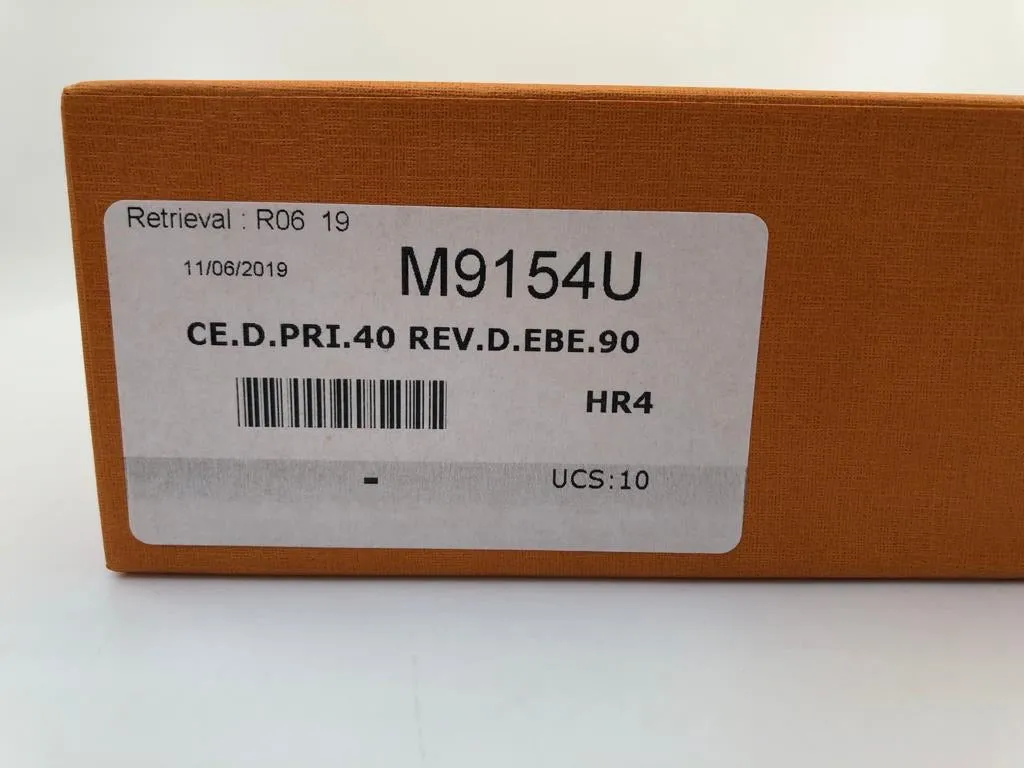 Retrieval : R06 19
11/06/2019 M9154U
CE.D.PRI.40 REV.D.EBE.90
HR4
- UCS:10